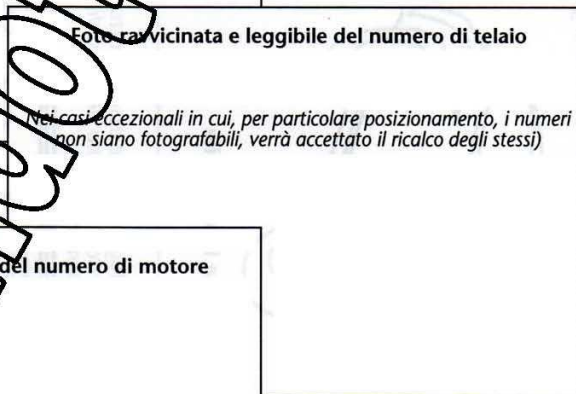 Foto ravvicinata e leggibile del numero di telaio
Nei casi eccezionali in cui, per particolare posizionamento, i numeri
non siano fotografabili, verrà accettato il ricalco degli stessi)
del numero di motore